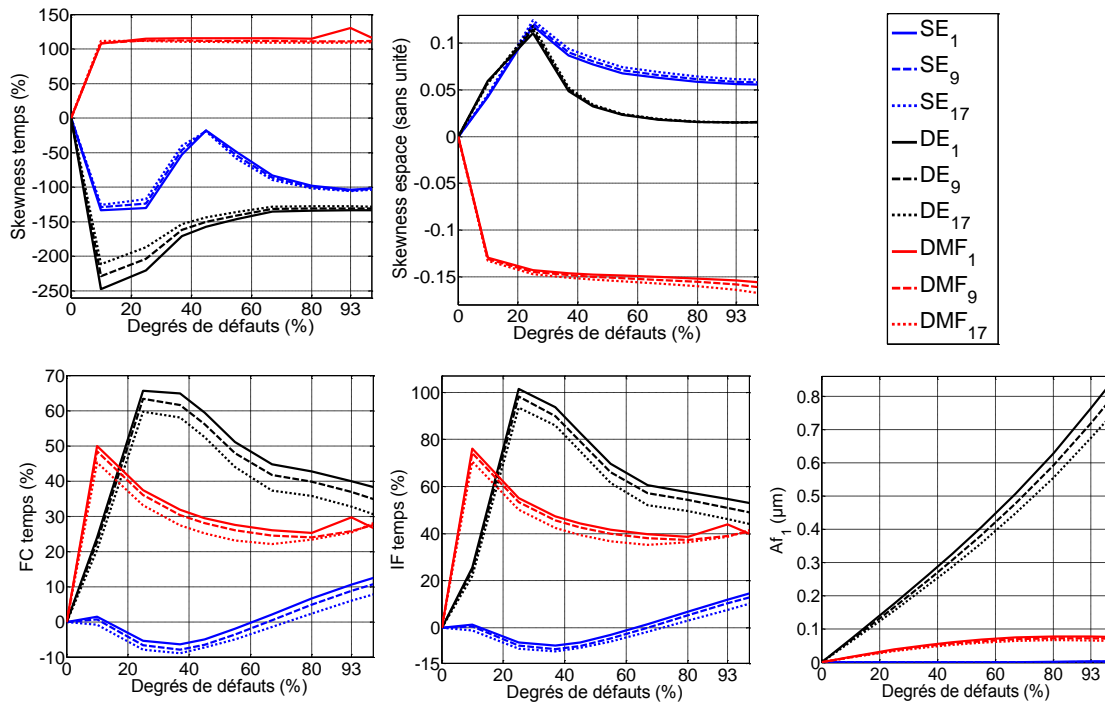 Skewness temps (%)
150
100
50
0
-50
-100
-150
-200
-250
0 20 40 60 80 93
Degrés de défauts (%)
Skewness espace (sans unité)
0.1
0.05
0
-0.05
-0.1
-0.15
0 20 40 60 80 93
Degrés de défauts (%)
SE1
SE9
SE17
DE1
DE9
DE17
DMF1
DMF9
DMF17
FC temps (%)
70
60
50
40
30
20
10
0
-10
0 20 40 60 80 93
Degrés de défauts (%)
IF temps (%)
100
80
60
40
20
0
-15
0 20 40 60 80 93
Degrés de défauts (%)
Af1 (μm)
0.8
0.7
0.6
0.5
0.4
0.3
0.2
0.1
0
0 20 40 60 80 93
Degrés de défauts (%)